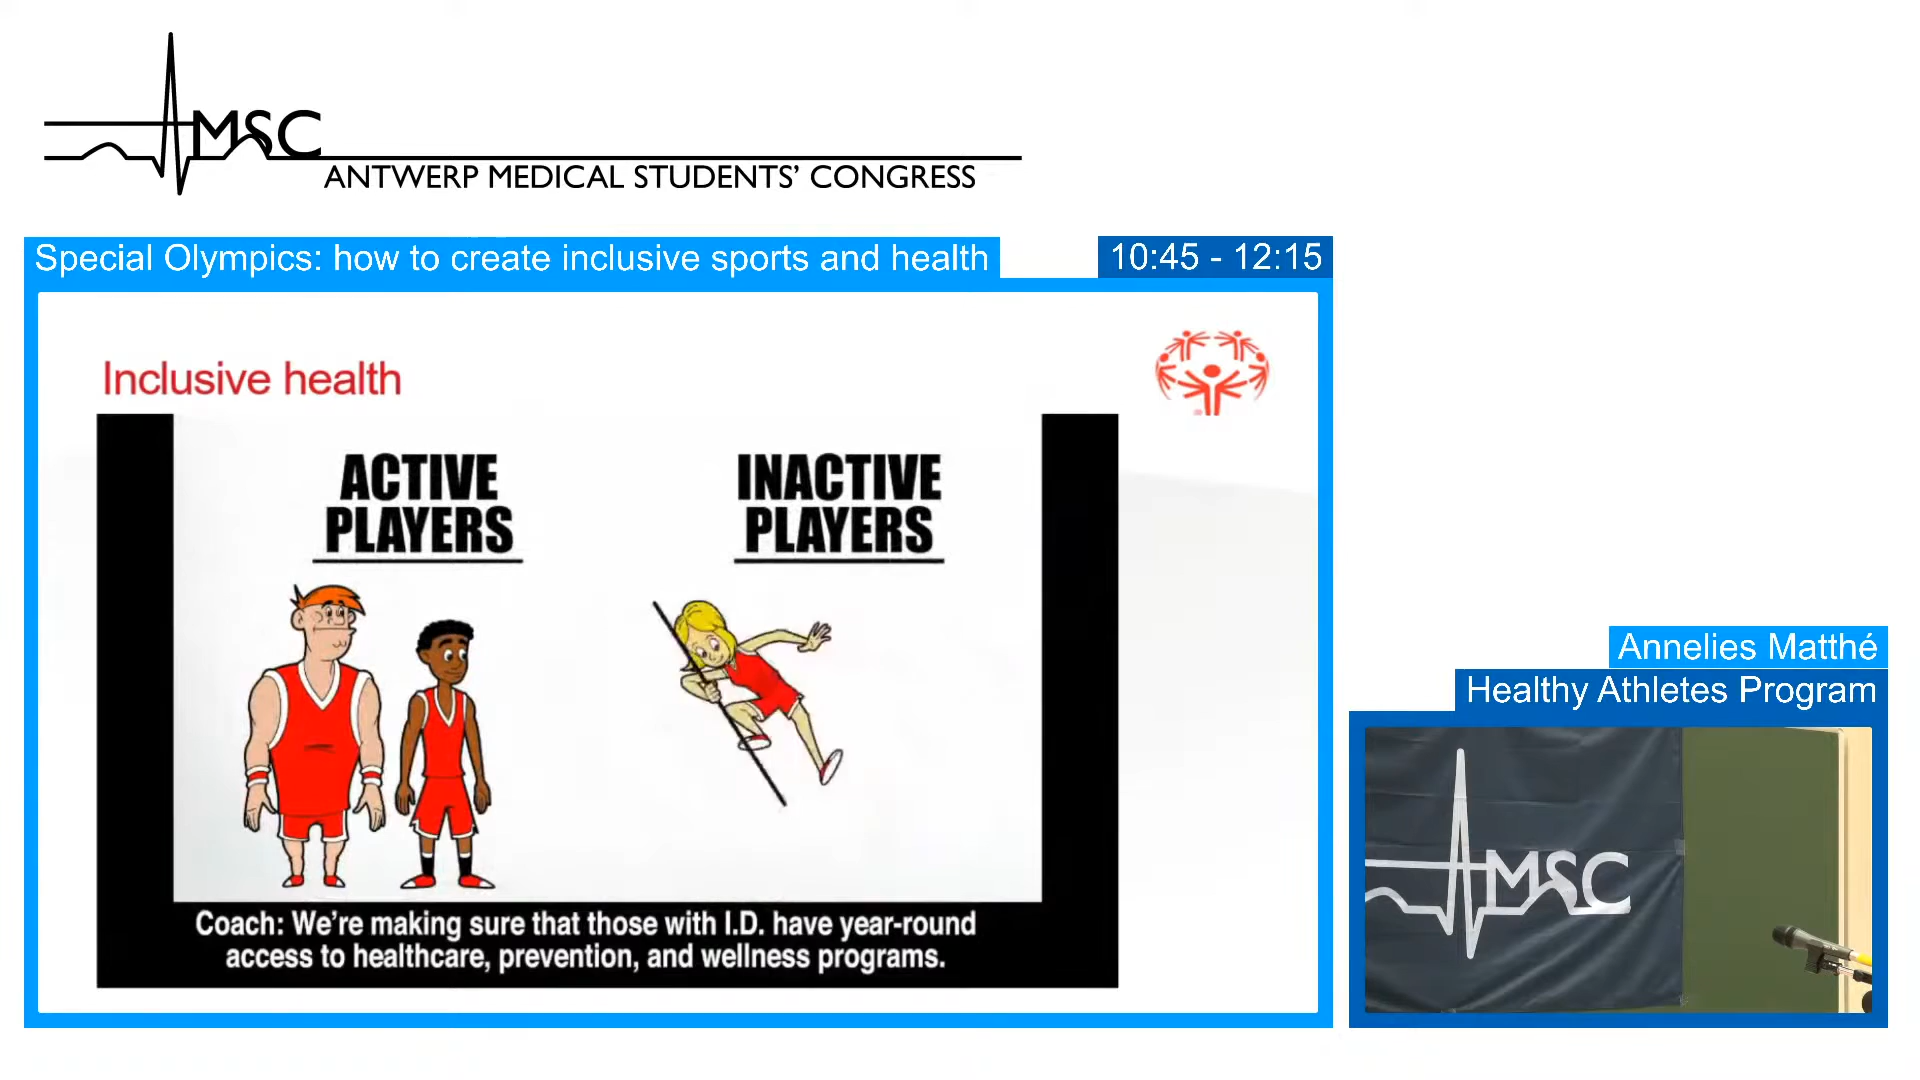 AMSC
ANTWERP MEDICAL STUDENTS’ CONGRESS
Special Olympics: how to create inclusive sports and health
10:45 - 12:15
Inclusive health
ACTIVE
PLAYERS
INACTIVE
PLAYERS
Coach: We're making sure that those with I.D. have year-round
access to healthcare, prevention, and wellness programs.
Annelies Matthé
Healthy Athletes Program
AMSC